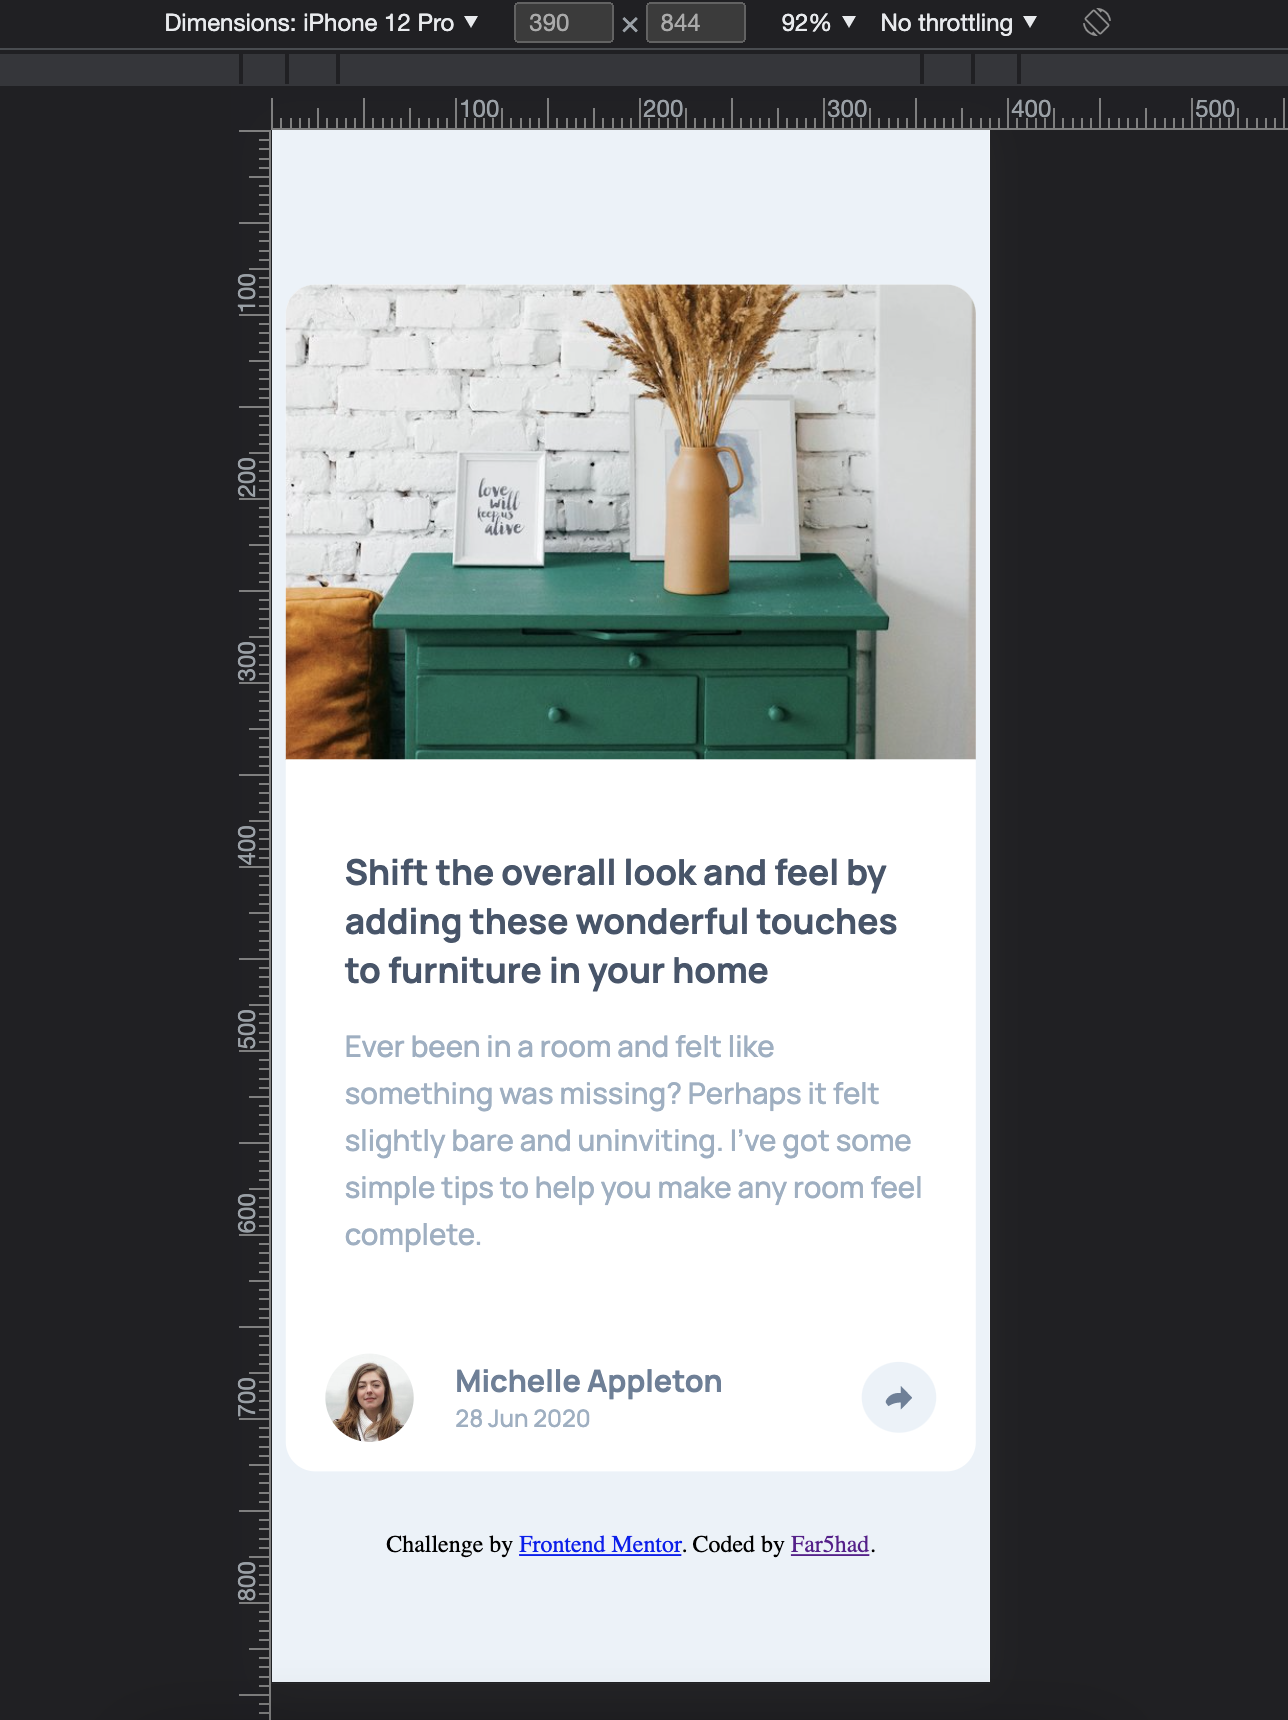 Dimensions: iPhone 12 Pro ▼ 390 × 844 92% ▼ No throttling ▼
100 200 300 400 500
100
200
love
will
keep us
alive
300
400
Shift the overall look and feel by
adding these wonderful touches
to furniture in your home
500
Ever been in a room and felt like
something was missing? Perhaps it felt
slightly bare and uninviting. I’ve got some
simple tips to help you make any room feel
600
complete.
700
Michelle Appleton
28 Jun 2020
Challenge by Frontend Mentor. Coded by Far5had.
800